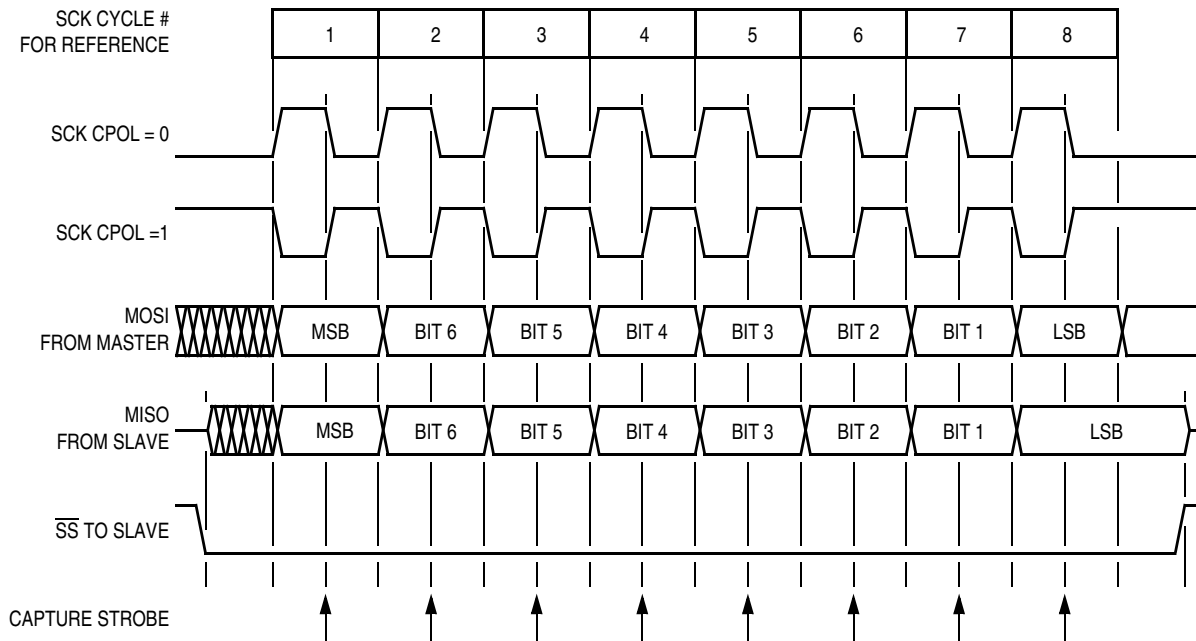 SCK CYCLE #
FOR REFERENCE
1 2 3 4 5 6 7 8
SCK CPOL = 0
SCK CPOL =1
MOSI
FROM MASTER
MSB BIT 6 BIT 5 BIT 4 BIT 3 BIT 2 BIT 1 LSB
MISO
FROM SLAVE
MSB BIT 6 BIT 5 BIT 4 BIT 3 BIT 2 BIT 1 LSB
S̅S̅ TO SLAVE
CAPTURE STROBE